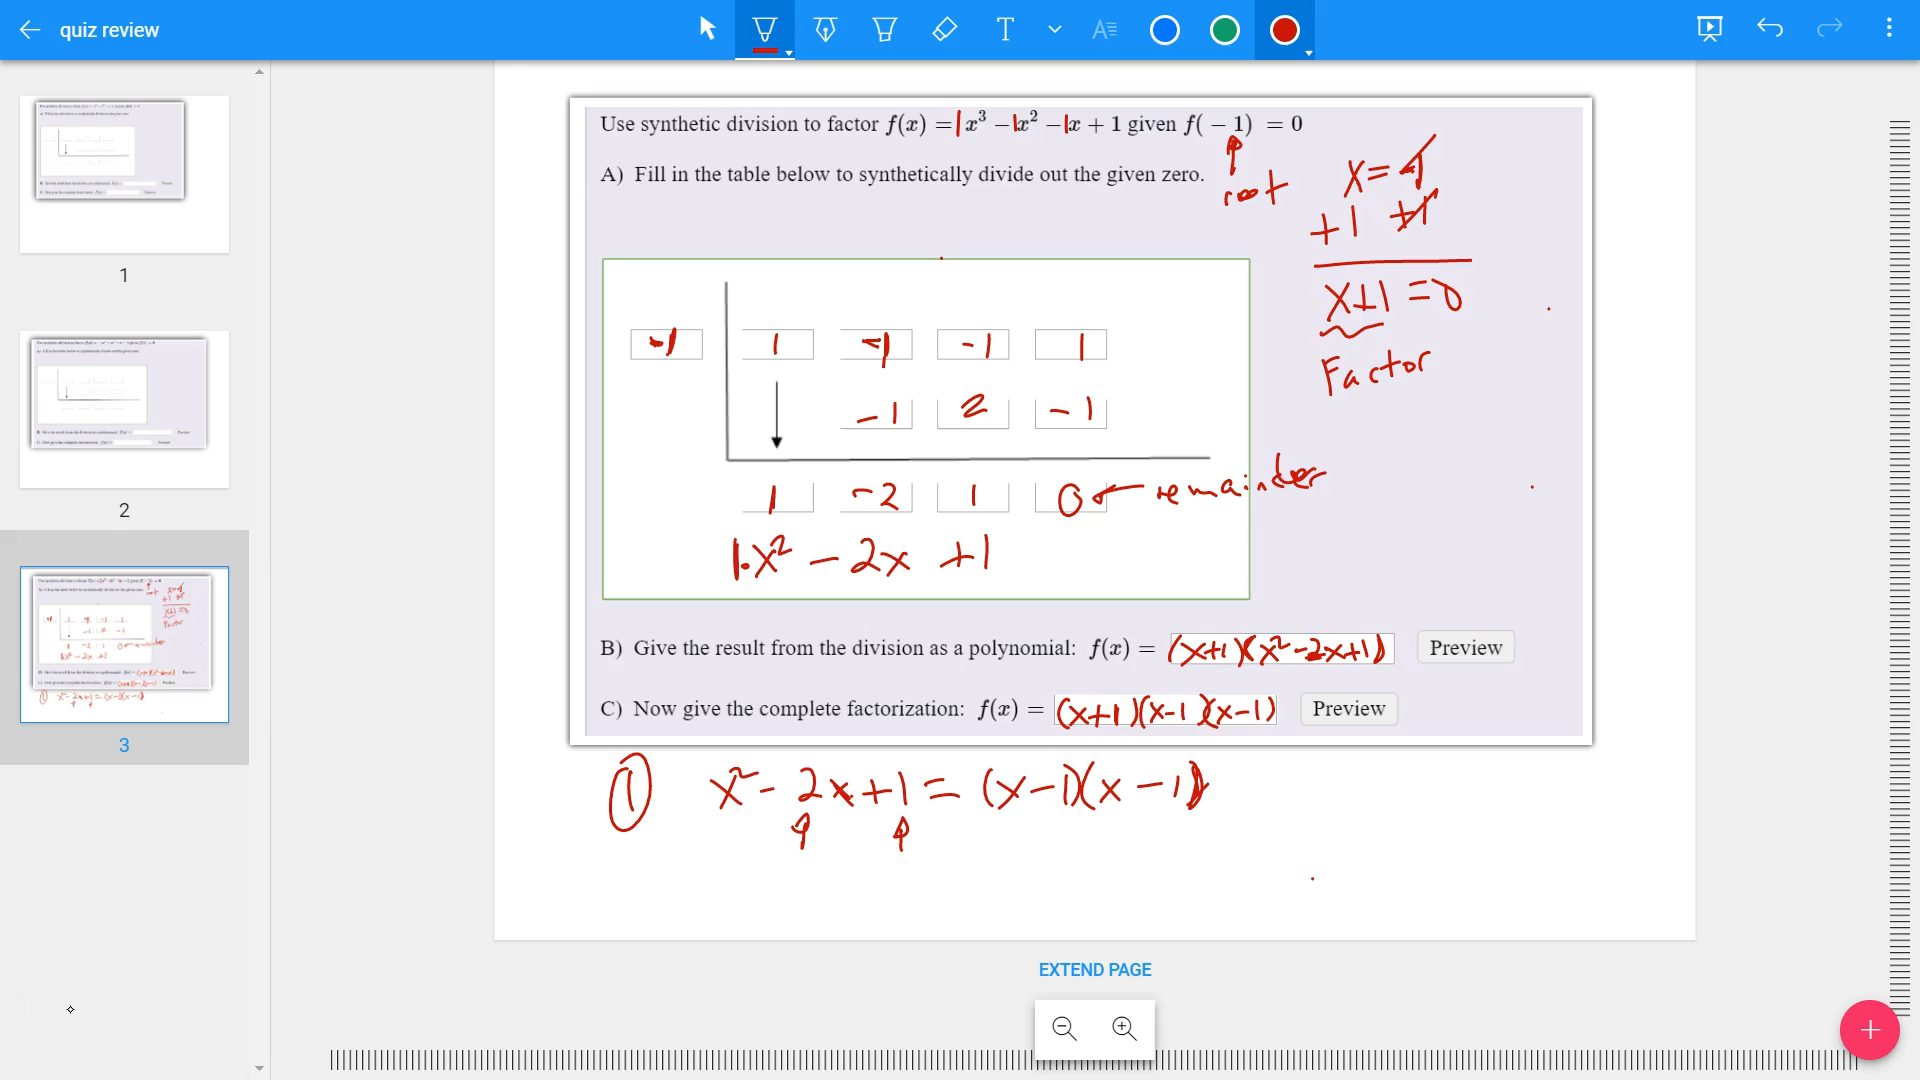 quiz review
T
Use synthetic division to factor f(x) = 1x³ − 1x² − 1x + 1 given f( − 1) = 0
A) Fill in the table below to synthetically divide out the given zero.
root
x = -1
+1 +1
x+1 = 0
Factor
-1 1 -1 -1 1
-1 2 -1
1 -2 1 0 ← remainder
1·x² - 2x +1
B) Give the result from the division as a polynomial: f(x) = (x+1)(x²-2x+1) Preview
C) Now give the complete factorization: f(x) = (x+1)(x-1)(x-1) Preview
① x² - 2x + 1 = (x-1)(x-1)
EXTEND PAGE
1
2
3